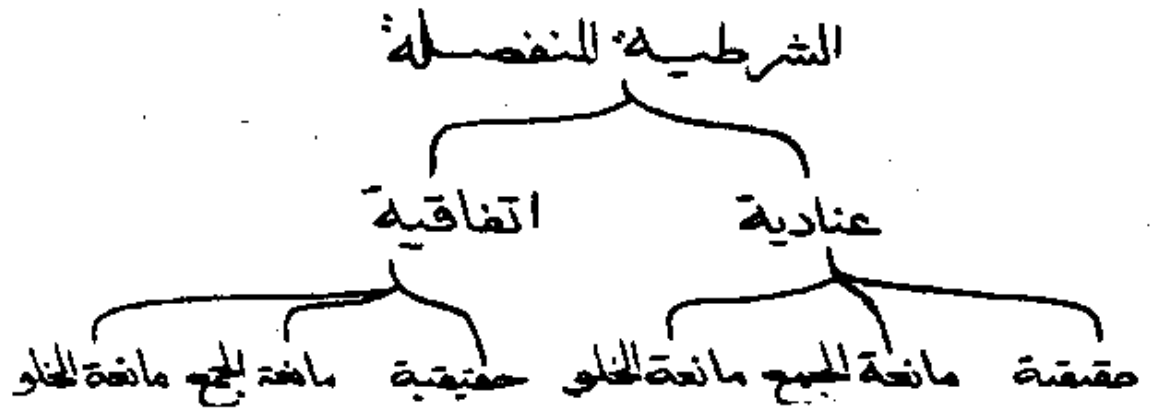 الشرطية المنفصلة
عنادية اتفاقية
حقيقية مانعة الجمع مانعة الخلو حقيقية مانعة الجمع مانعة الخلو